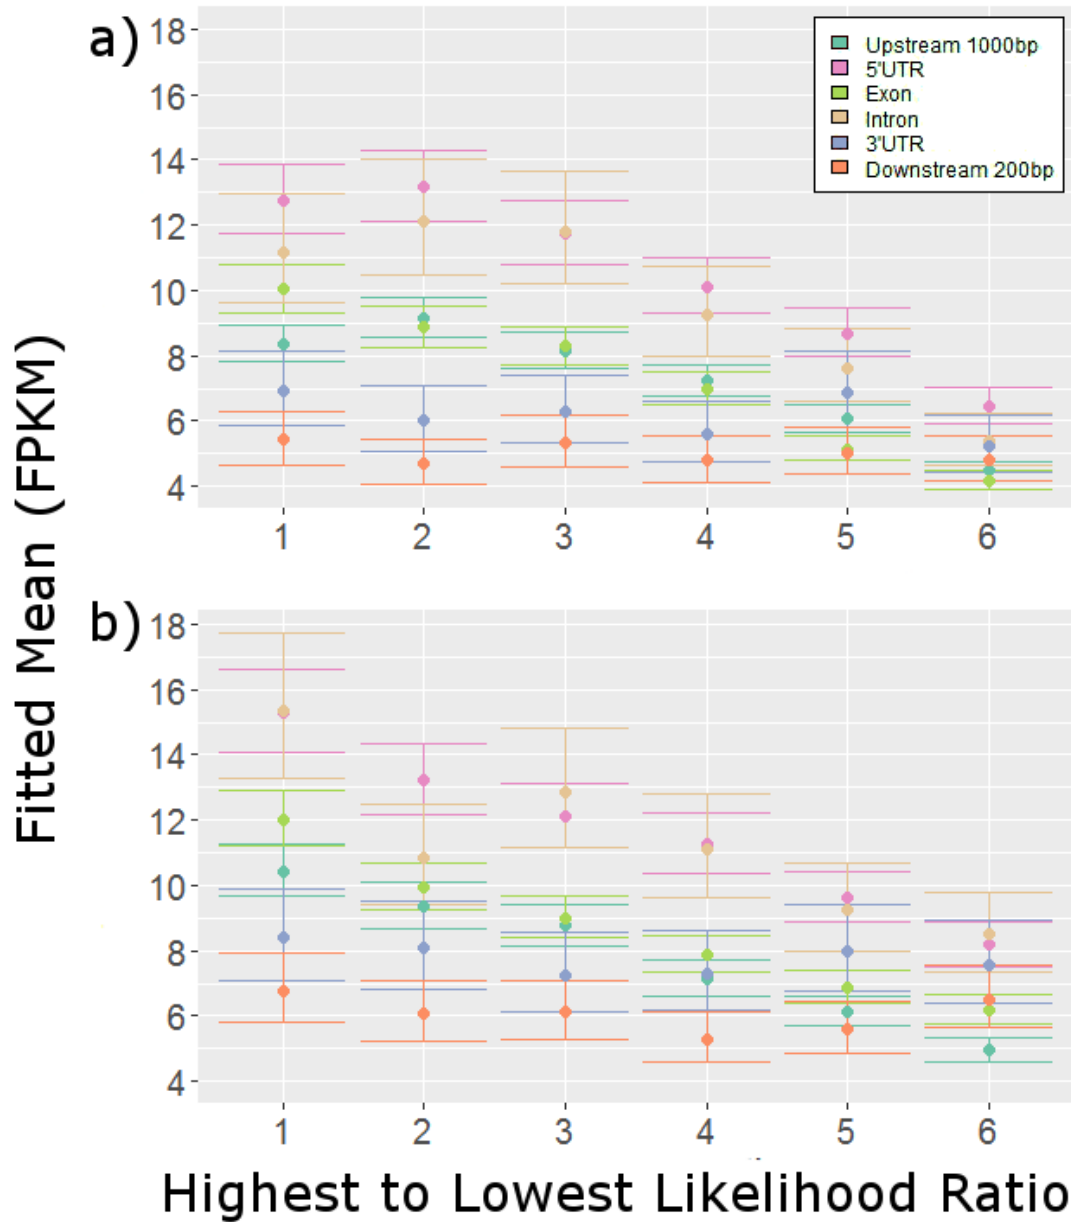 a)
18
16
14
12
10
8
6
4
Upstream 1000bp
5'UTR
Exon
Intron
3'UTR
Downstream 200bp
1 2 3 4 5 6
Fitted Mean (FPKM)
b)
18
16
14
12
10
8
6
4
1 2 3 4 5 6
Highest to Lowest Likelihood Ratio